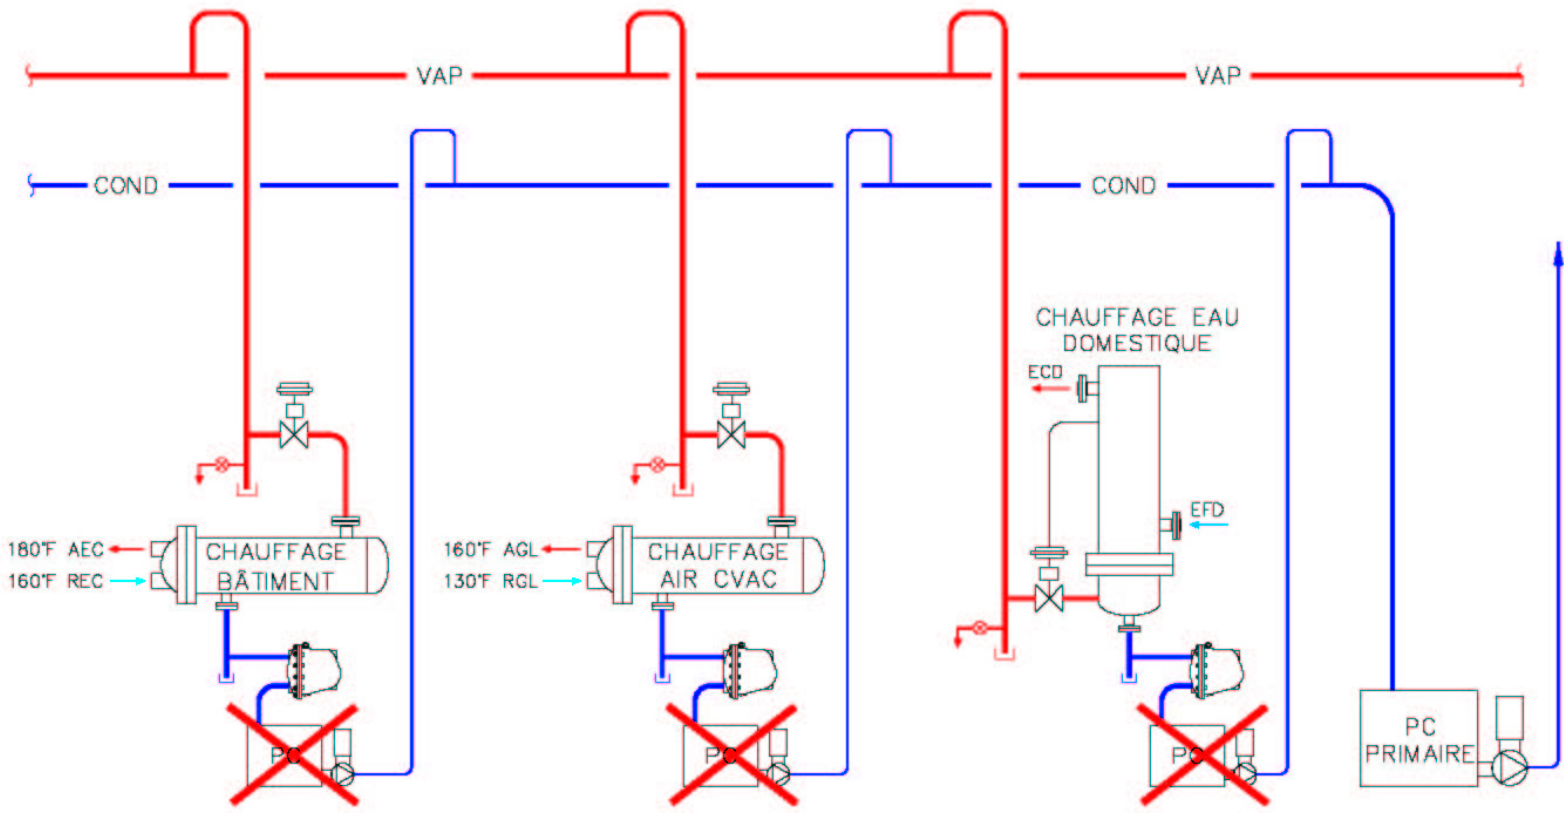 VAP
VAP
COND
COND
CHAUFFAGE EAU
DOMESTIQUE
ECD
EFD
180°F AEC
160°F REC
CHAUFFAGE
BÂTIMENT
160°F AGL
130°F RGL
CHAUFFAGE
AIR CVAC
PC
PC
PC
PC
PRIMAIRE